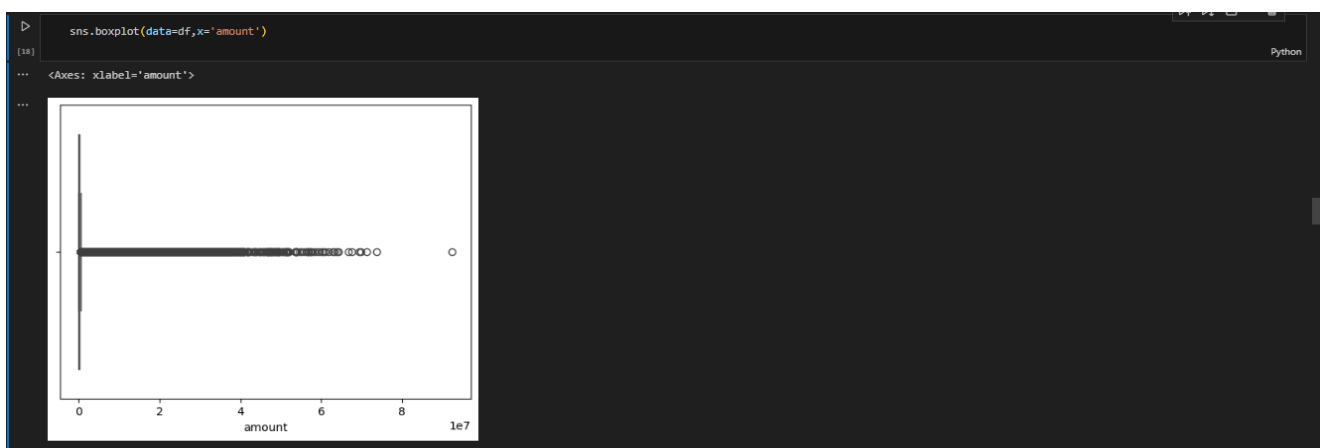 sns.boxplot(data=df,x='amount')
[18]
Python
<Axes: xlabel='amount'>
0 2 4 6 8
amount
1e7